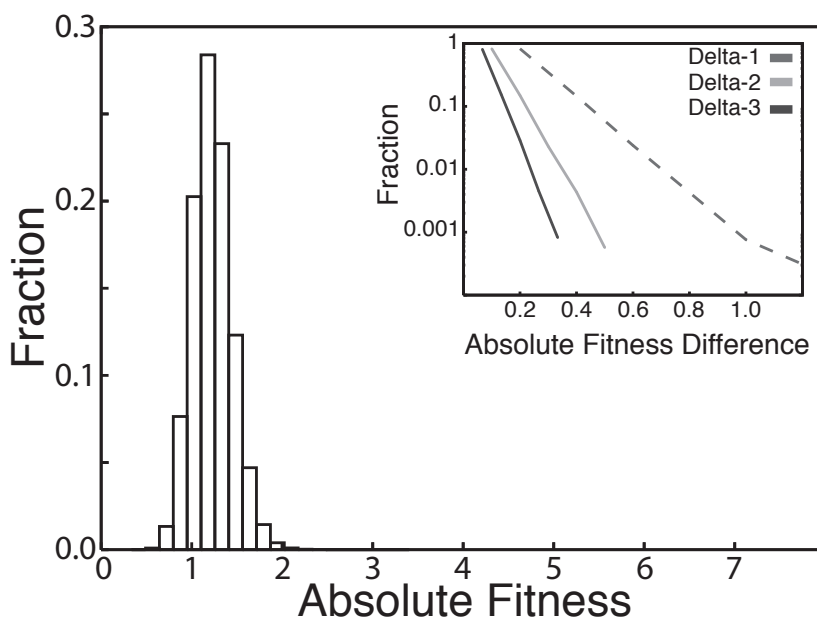 0.3
0.2
0.1
0.0
Fraction
0 1 2 3 4 5 6 7
Absolute Fitness
1
0.1
0.01
0.001
Fraction
Delta-1
Delta-2
Delta-3
0.2 0.4 0.6 0.8 1.0
Absolute Fitness Difference